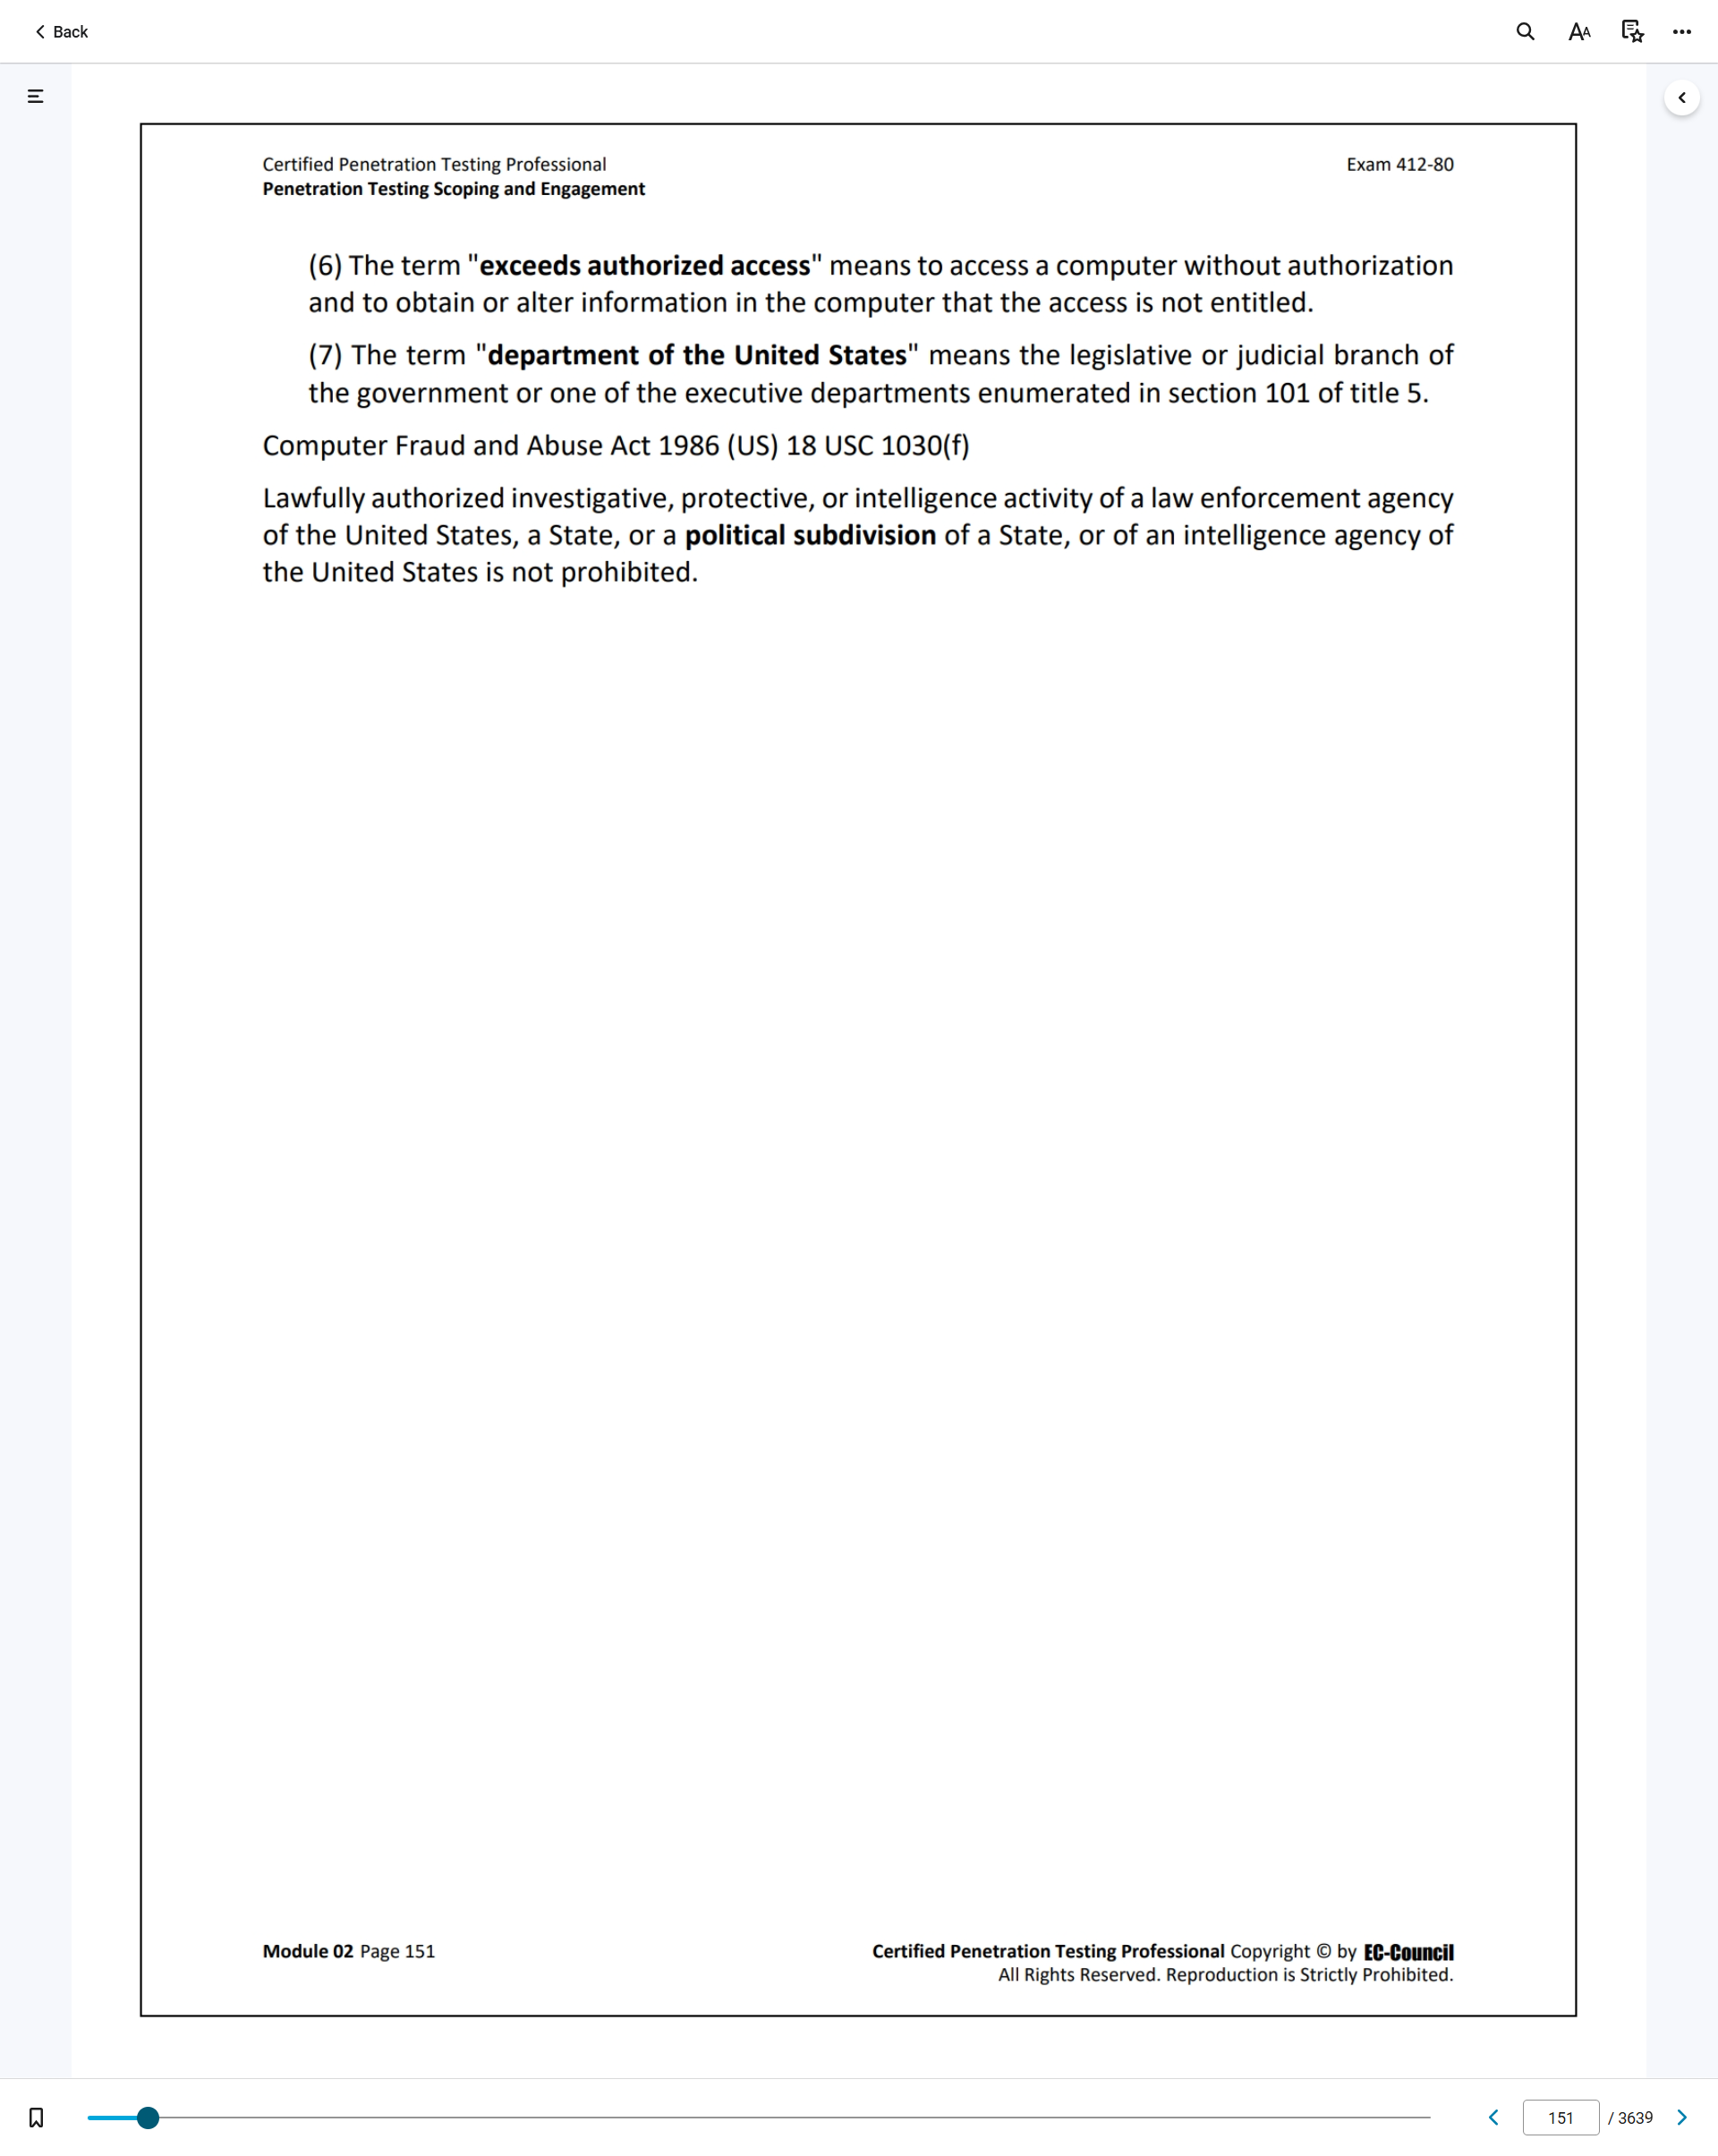 Back
Certified Penetration Testing Professional
Exam 412-80
Penetration Testing Scoping and Engagement
(6) The term "exceeds authorized access" means to access a computer without authorization
and to obtain or alter information in the computer that the access is not entitled.
(7) The term "department of the United States" means the legislative or judicial branch of
the government or one of the executive departments enumerated in section 101 of title 5.
Computer Fraud and Abuse Act 1986 (US) 18 USC 1030(f)
Lawfully authorized investigative, protective, or intelligence activity of a law enforcement agency
of the United States, a State, or a political subdivision of a State, or of an intelligence agency of
the United States is not prohibited.
Module 02 Page 151
Certified Penetration Testing Professional Copyright © by EC-Council
All Rights Reserved. Reproduction is Strictly Prohibited.
151 / 3639